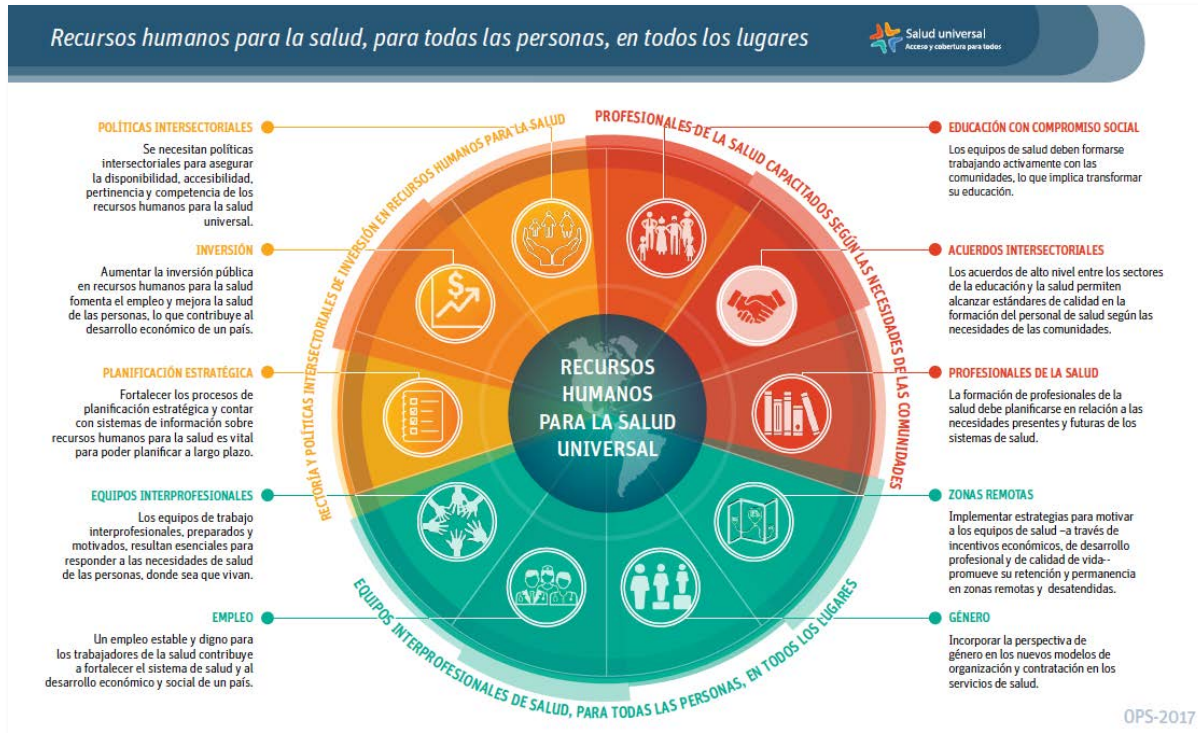 Recursos humanos para la salud, para todas las personas, en todos los lugares
Salud universal
Acceso y cobertura para todos
RECTORÍA Y POLÍTICAS INTERSECTORIALES DE INVERSIÓN EN RECURSOS HUMANOS PARA LA SALUD
POLÍTICAS INTERSECTORIALES
Se necesitan políticas
intersectoriales para asegurar
la disponibilidad, accesibilidad,
pertinencia y competencia de los
recursos humanos para la salud
universal.
INVERSIÓN
Aumentar la inversión pública
en recursos humanos para la salud
fomenta el empleo y mejora la salud
de las personas, lo que contribuye al
desarrollo económico de un país.
PLANIFICACIÓN ESTRATÉGICA
Fortalecer los procesos de
planificación estratégica y contar
con sistemas de información sobre
recursos humanos para la salud es vital
para poder planificar a largo plazo.
EQUIPOS INTERPROFESIONALES
Los equipos de trabajo
interprofesionales, preparados y
motivados, resultan esenciales para
responder a las necesidades de salud
de las personas, donde sea que vivan.
EMPLEO
Un empleo estable y digno para
los trabajadores de la salud contribuye
a fortalecer el sistema de salud y al
desarrollo económico y social de un país.
RECURSOS
HUMANOS
PARA LA SALUD
UNIVERSAL
$
PROFESIONALES DE LA SALUD CAPACITADOS SEGÚN LAS NECESIDADES DE LAS COMUNIDADES
EDUCACIÓN CON COMPROMISO SOCIAL
Los equipos de salud deben formarse
trabajando activamente con las
comunidades, lo que implica transformar
su educación.
ACUERDOS INTERSECTORIALES
Los acuerdos de alto nivel entre los sectores
de la educación y la salud permiten
alcanzar estándares de calidad en la
formación del personal de salud según las
necesidades de las comunidades.
PROFESIONALES DE LA SALUD
La formación de profesionales de la
salud debe planificarse en relación a las
necesidades presentes y futuras de los
sistemas de salud.
ZONAS REMOTAS
Implementar estrategias para motivar
a los equipos de salud –a través de
incentivos económicos, de desarrollo
profesional y de calidad de vida--
promueve su retención y permanencia
en zonas remotas y desatendidas.
GÉNERO
Incorporar la perspectiva de
género en los nuevos modelos de
organización y contratación en los
servicios de salud.
EQUIPOS INTERPROFESIONALES DE SALUD, PARA TODAS LAS PERSONAS, EN TODOS LOS LUGARES
OPS-2017